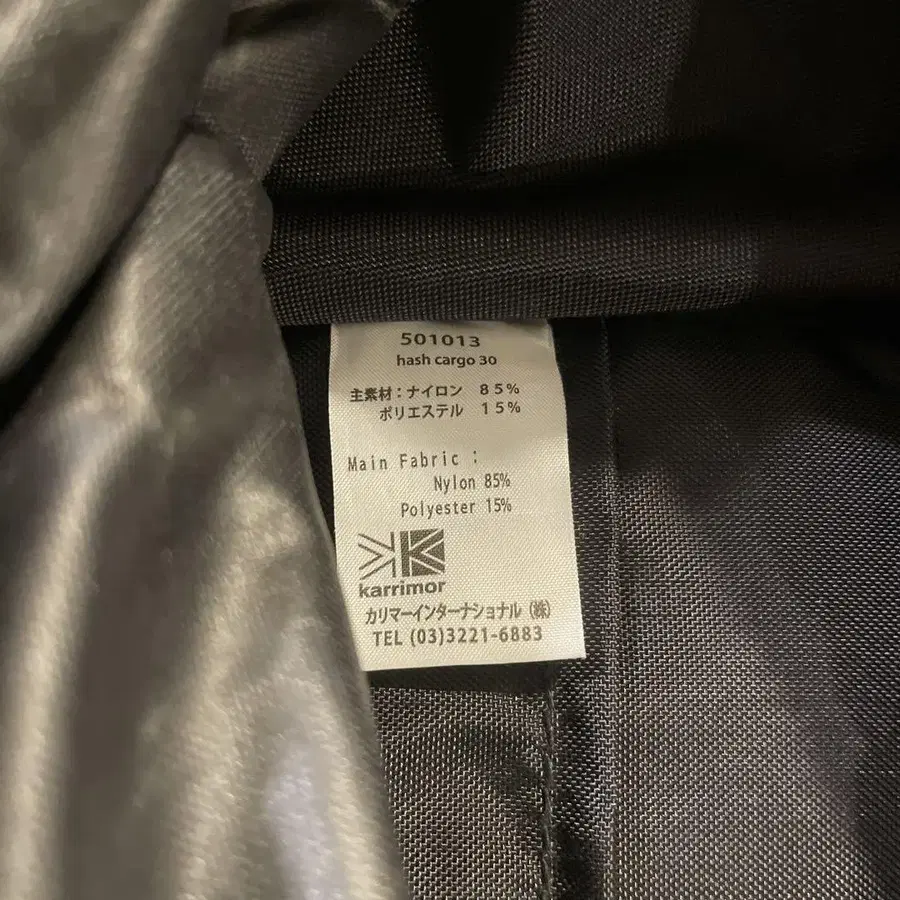 501013
hash cargo 30
主素材：ナイロン 85%
ポリエステル 15%
Main Fabric :
Nylon 85%
Polyester 15%
karrimor
カリマーインターナショナル（株）
TEL (03)3221-6883